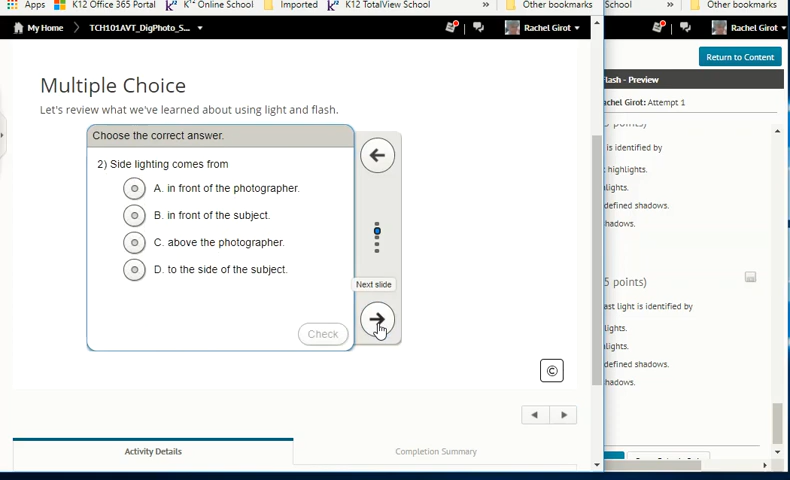 Apps K12 Office 365 Portal K¹² Online School Imported K12 TotalView School » Other bookmarks School » Other bookmarks
My Home TCH101AVT_DigPhoto_S... Rachel Girot Rachel Girot
Return to Content
Flash - Preview
Rachel Girot: Attempt 1
Multiple Choice
Let's review what we've learned about using light and flash.
Choose the correct answer.
2) Side lighting comes from
A. in front of the photographer.
B. in front of the subject.
C. above the photographer.
D. to the side of the subject.
Next slide
Check
©
Activity Details
Completion Summary
5 points)
is identified by
highlights.
lights.
defined shadows.
hadows.
5 points)
ast light is identified by
lights.
hlights.
defined shadows.
hadows.